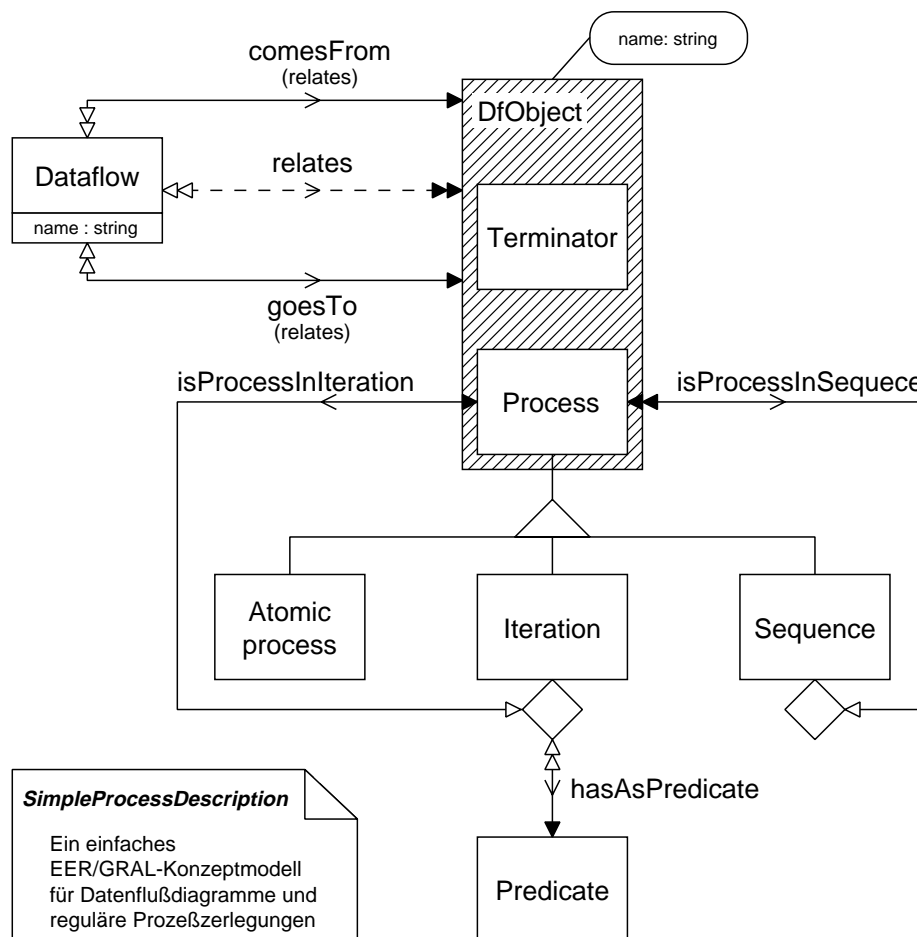 name: string
comesFrom
(relates)
DfObject
relates
Dataflow
name : string
Terminator
goesTo
(relates)
isProcessInIteration
isProcessInSequece
Process
Atomic
process
Iteration
Sequence
hasAsPredicate
SimpleProcessDescription
Ein einfaches
EER/GRAL-Konzeptmodell
für Datenflußdiagramme und
reguläre Prozeßzerlegungen
Predicate